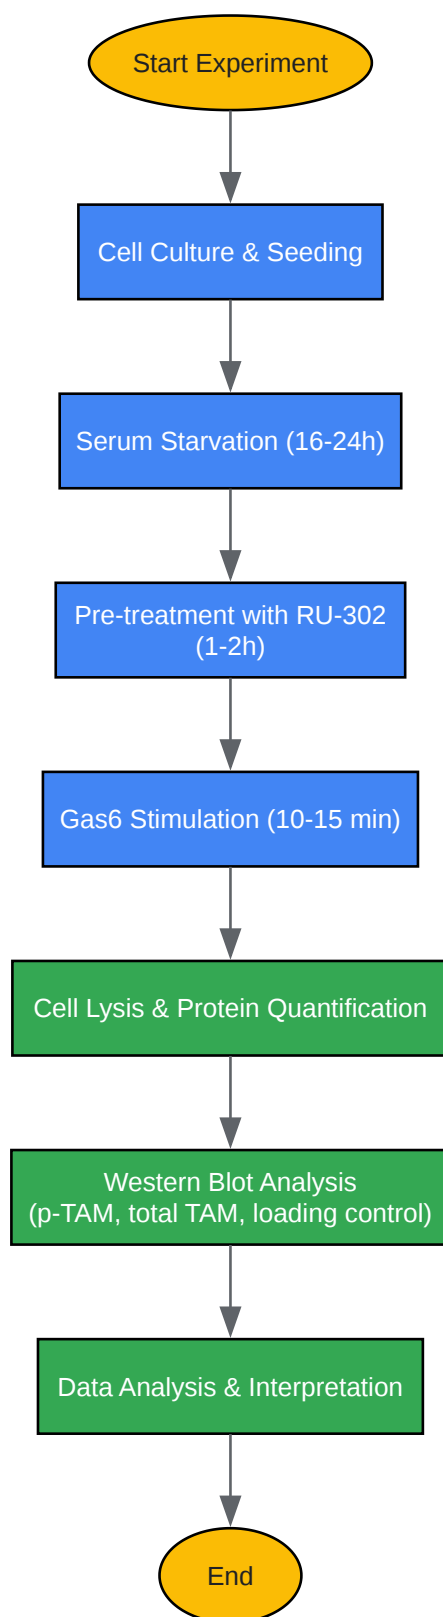 Start Experiment
Cell Culture & Seeding
Serum Starvation (16-24h)
Pre-treatment with RU-302
(1-2h)
Gas6 Stimulation (10-15 min)
Cell Lysis & Protein Quantification
Western Blot Analysis
(p-TAM, total TAM, loading control)
Data Analysis & Interpretation
End